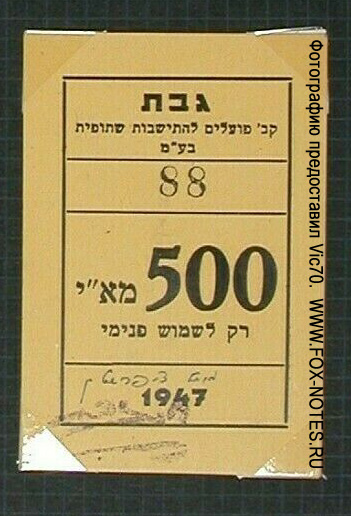 גבת
קב' פועלים להתישבות שתופית
בע"מ
88
500 מא"י
רק לשמוש פנימי
1947
Фотографию предоставил Vic70. WWW.FOX-NOTES.RU